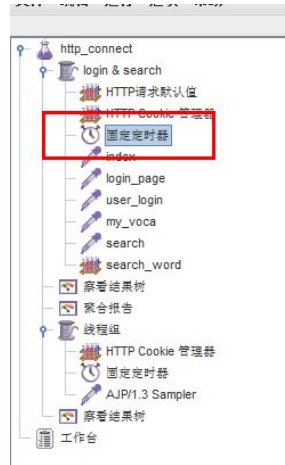 http_connect
login & search
HTTP请求默认值
HTTP Cookie 管理器
固定定时器
index
login_page
user_login
my_voca
search
search_word
察看结果树
聚合报告
线程组
HTTP Cookie 管理器
固定定时器
AJP/1.3 Sampler
察看结果树
工作台